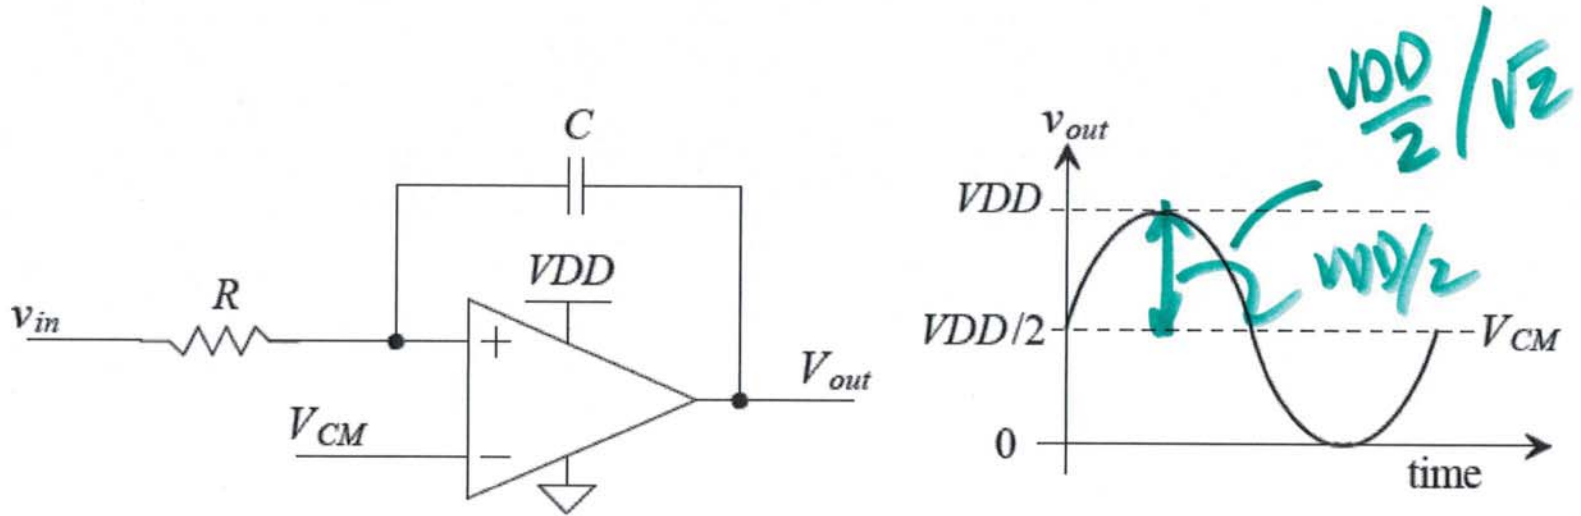 C
R
v_in
VDD
V_out
V_CM
+
−
v_out
VDD
VDD/2
0
V_CM
time
VDD/2 / √2
VDD/2